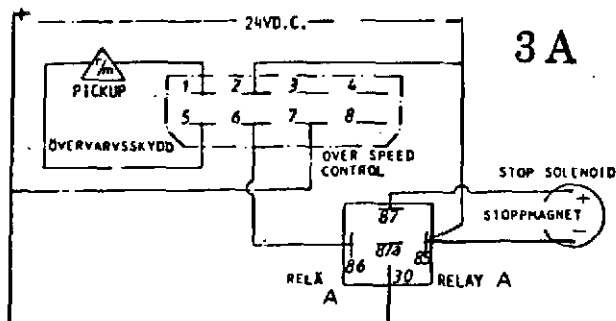 +
24VD.C.
3A
r/m
PICKUP
1 2 3 4
5 6 7 8
ÖVERVARVSSKYDD
OVER SPEED
CONTROL
STOP SOLENOID
+
STOPPMAGNET
-
87
87a
86
85
30
RELÄ
A
RELAY A